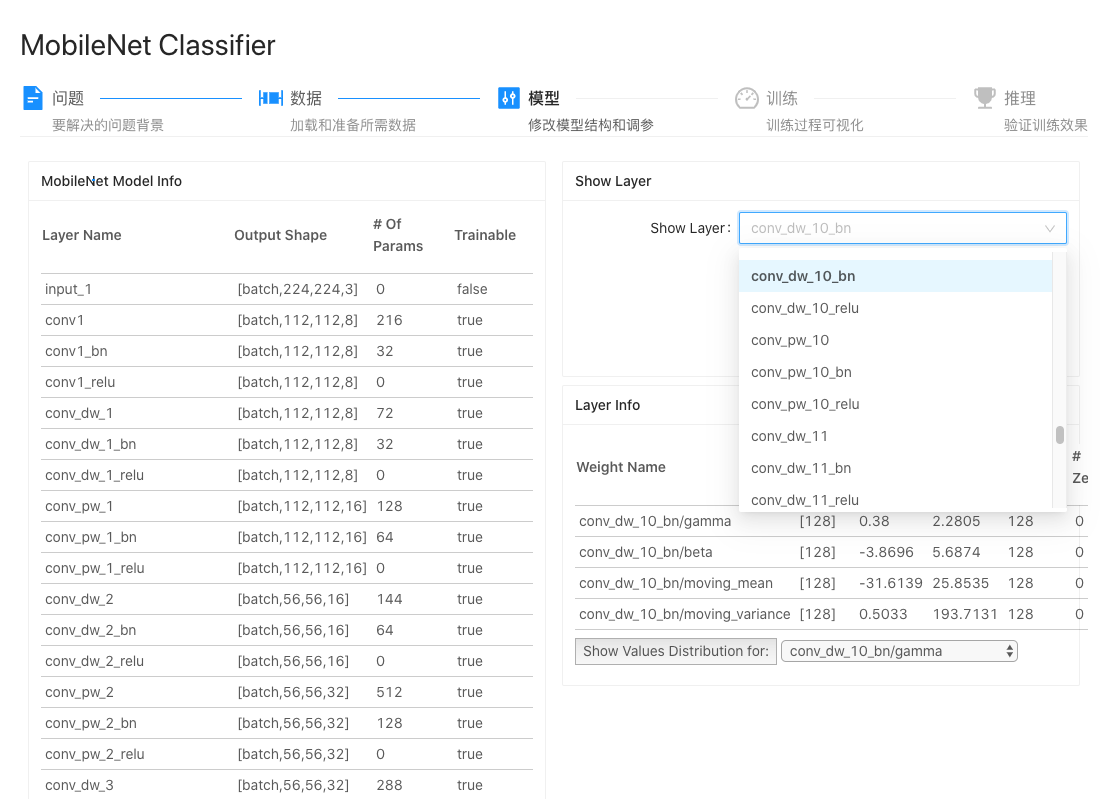 MobileNet Classifier
问题
要解决的问题背景
数据
加载和准备所需数据
模型
修改模型结构和调参
训练
训练过程可视化
推理
验证训练效果
MobileNet Model Info
Layer Name Output Shape # Of Params Trainable
input_1 [batch,224,224,3] 0 false
conv1 [batch,112,112,8] 216 true
conv1_bn [batch,112,112,8] 32 true
conv1_relu [batch,112,112,8] 0 true
conv_dw_1 [batch,112,112,8] 72 true
conv_dw_1_bn [batch,112,112,8] 32 true
conv_dw_1_relu [batch,112,112,8] 0 true
conv_pw_1 [batch,112,112,16] 128 true
conv_pw_1_bn [batch,112,112,16] 64 true
conv_pw_1_relu [batch,112,112,16] 0 true
conv_dw_2 [batch,56,56,16] 144 true
conv_dw_2_bn [batch,56,56,16] 64 true
conv_dw_2_relu [batch,56,56,16] 0 true
conv_pw_2 [batch,56,56,32] 512 true
conv_pw_2_bn [batch,56,56,32] 128 true
conv_pw_2_relu [batch,56,56,32] 0 true
conv_dw_3 [batch,56,56,32] 288 true
Show Layer
Show Layer: conv_dw_10_bn
conv_dw_10_bn
conv_dw_10_relu
conv_pw_10
conv_pw_10_bn
conv_pw_10_relu
conv_dw_11
conv_dw_11_bn
conv_dw_11_relu
Layer Info
Weight Name #
Ze
conv_dw_10_bn/gamma [128] 0.38 2.2805 128 0
conv_dw_10_bn/beta [128] -3.8696 5.6874 128 0
conv_dw_10_bn/moving_mean [128] -31.6139 25.8535 128 0
conv_dw_10_bn/moving_variance [128] 0.5033 193.7131 128 0
Show Values Distribution for: conv_dw_10_bn/gamma